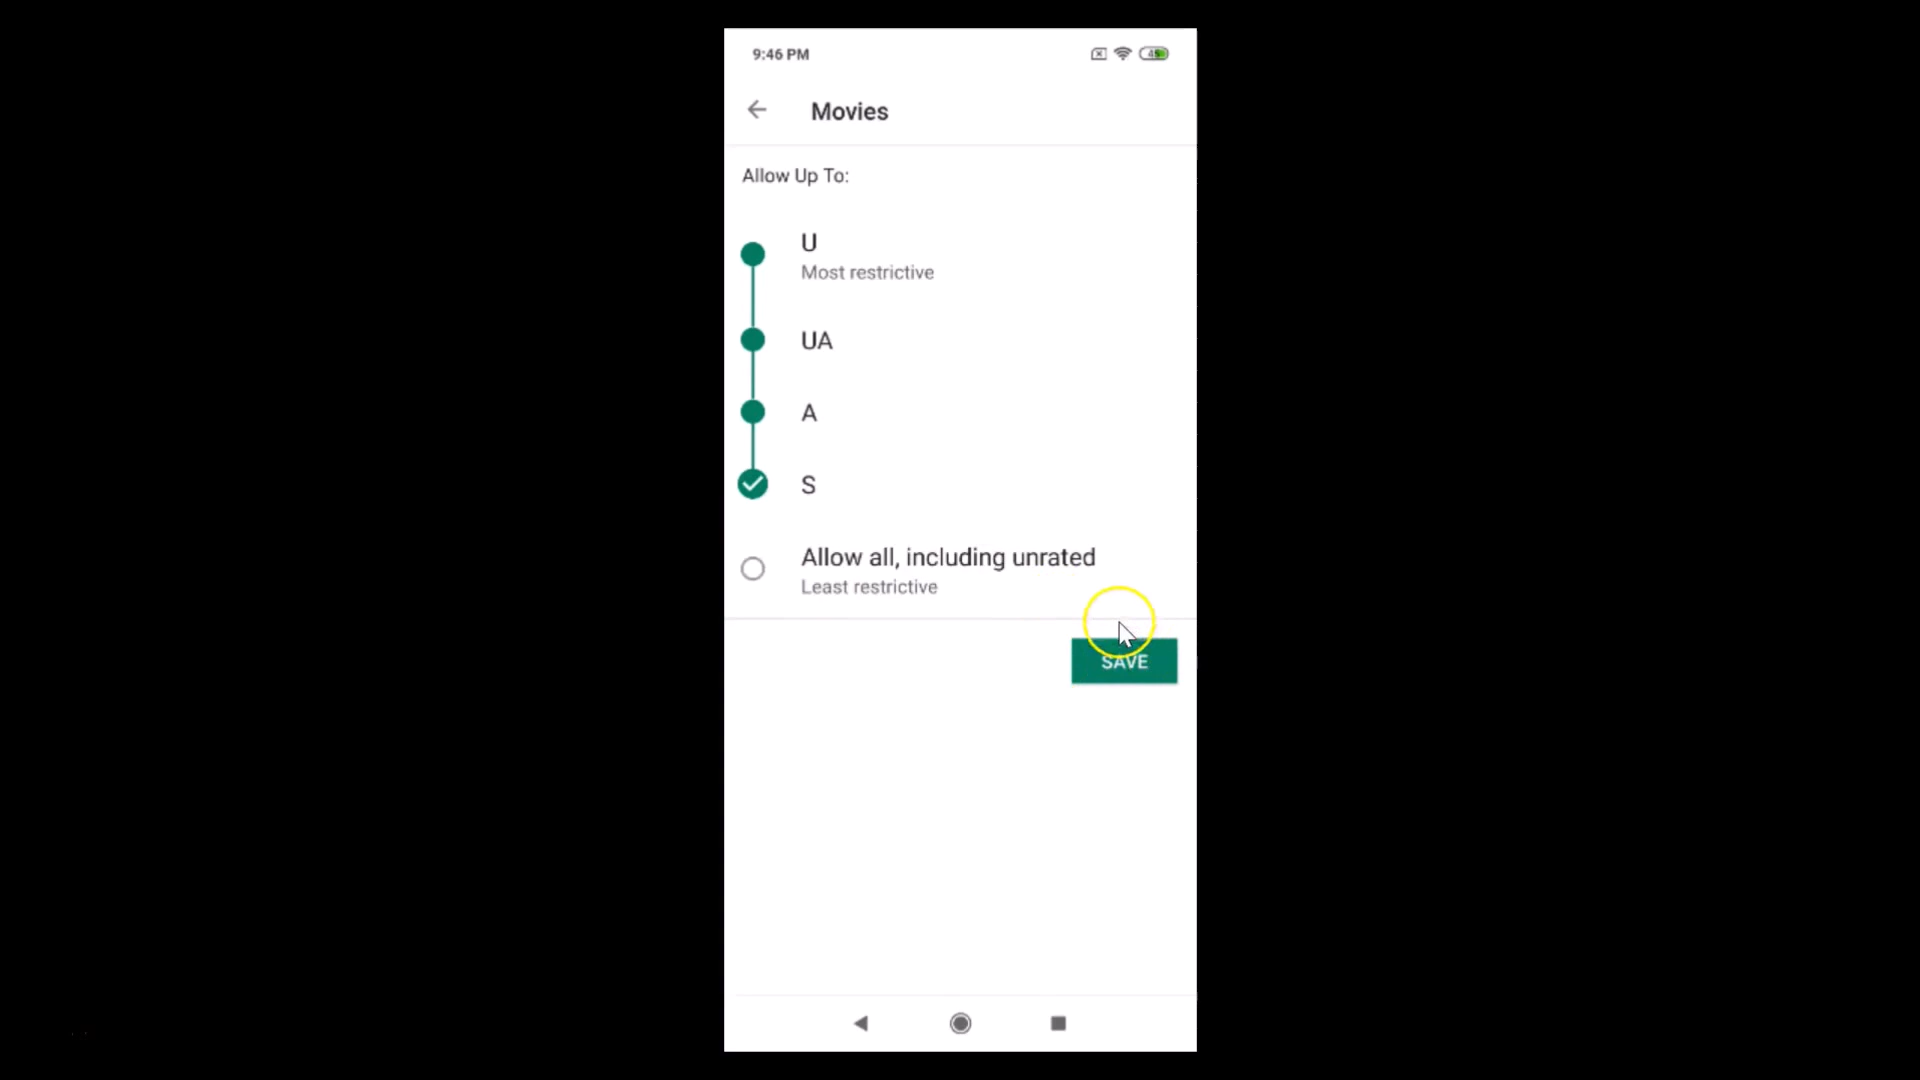 9:46 PM
Movies
Allow Up To:
U
Most restrictive
UA
A
S
Allow all, including unrated
Least restrictive
SAVE